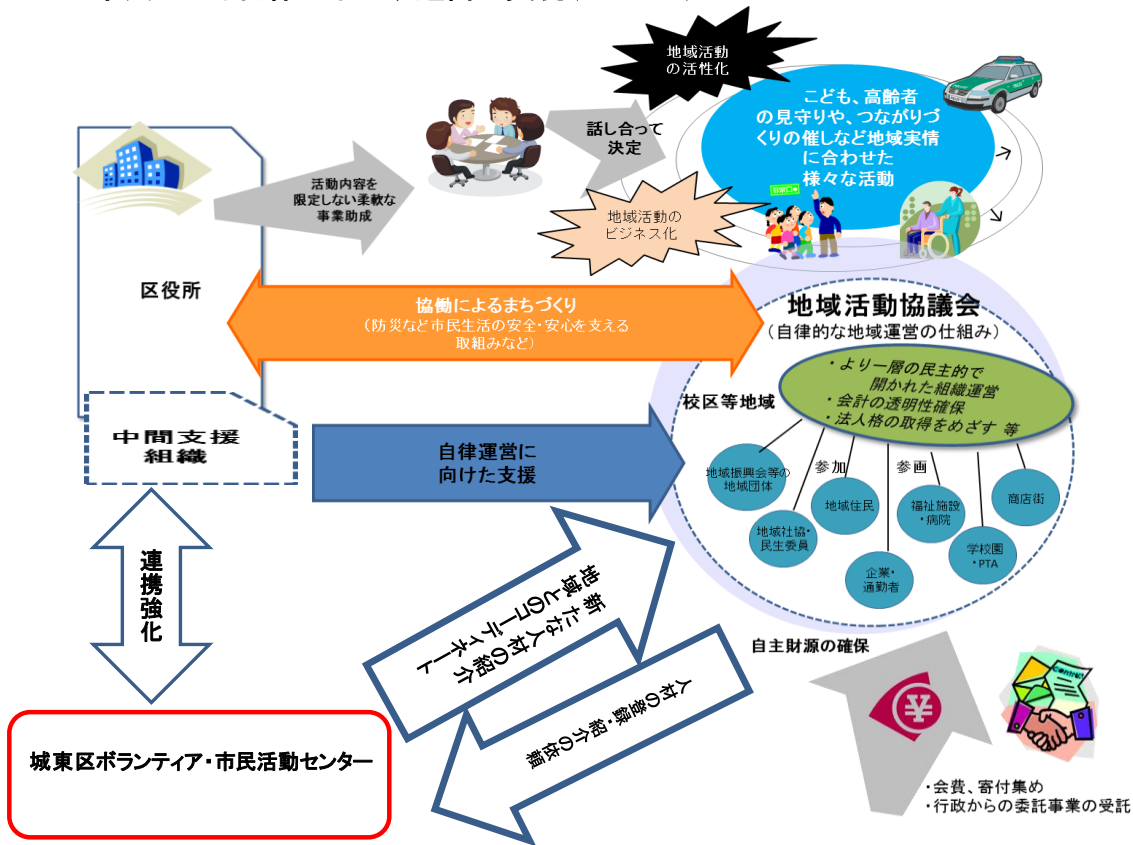 地域活動
の活性化
こども、高齢者
の見守りや、つながりづ
くりの催しなど地域実情
に合わせた
様々な活動
話し合って
決定
活動内容を
限定しない柔軟な
事業助成
地域活動の
ビジネス化
非常口
区役所
協働によるまちづくり
（防災など市民生活の安全・安心を支える
取組みなど）
地域活動協議会
（自律的な地域運営の仕組み）
・より一層の民主的で
開かれた組織運営
・会計の透明性確保
・法人格の取得をめざす 等
校区等地域
中間支援
組織
自律運営に
向けた支援
参加
参画
地域振興会等の
地域団体
地域社協・
民生委員
地域住民
企業・
通勤者
福祉施設
・病院
学校園
・PTA
商店街
連携強化
新たな人材の紹介
地域とのコーディネート
人材の登録・紹介の依頼
自主財源の確保
¥
contract
・会費、寄付集め
・行政からの委託事業の受託
城東区ボランティア・市民活動センター